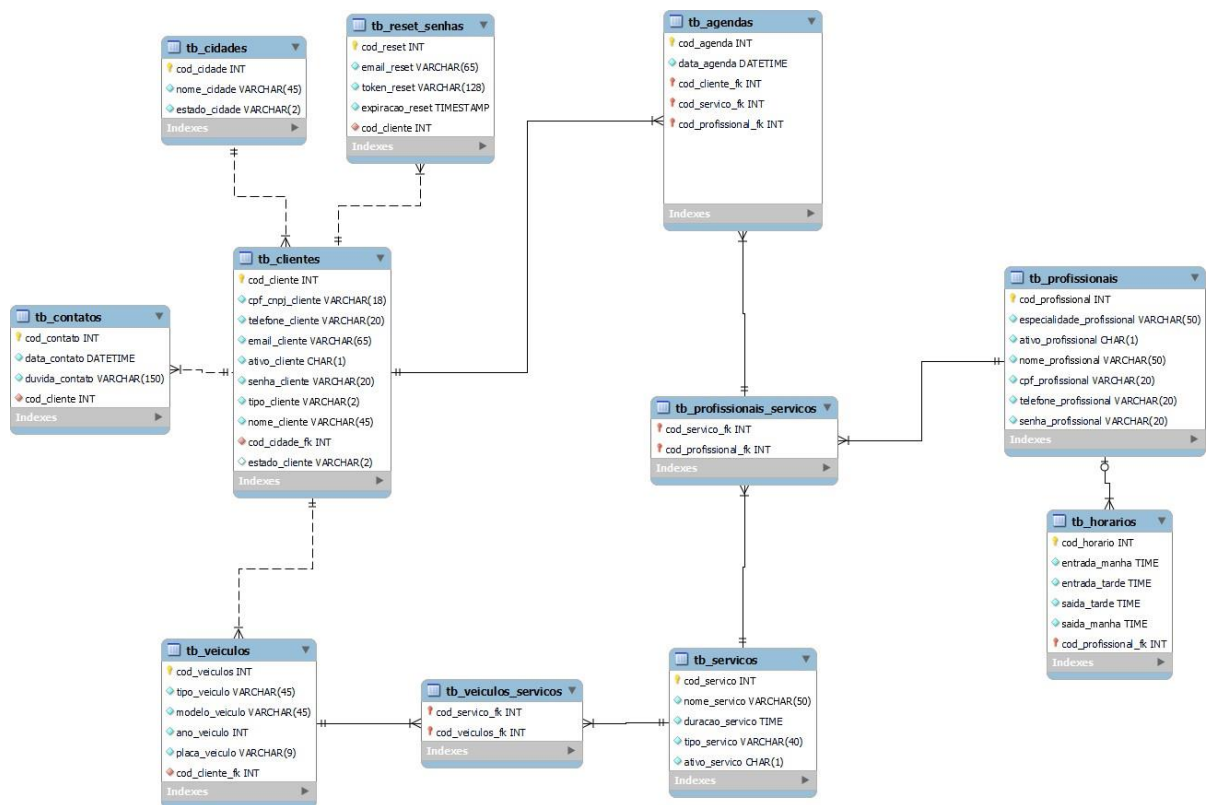 tb_cidades
cod_cidade INT
nome_cidade VARCHAR(45)
estado_cidade VARCHAR(2)
Indexes
tb_reset_senhas
cod_reset INT
email_reset VARCHAR(65)
token_reset VARCHAR(128)
expiracao_reset TIMESTAMP
cod_cliente INT
Indexes
tb_agendas
cod_agenda INT
data_agenda DATETIME
cod_cliente_fk INT
cod_servico_fk INT
cod_profissional_fk INT
Indexes
tb_clientes
cod_cliente INT
cpf_cnpj_cliente VARCHAR(18)
telefone_cliente VARCHAR(20)
email_cliente VARCHAR(65)
ativo_cliente CHAR(1)
senha_cliente VARCHAR(20)
tipo_cliente VARCHAR(2)
nome_cliente VARCHAR(45)
cod_cidade_fk INT
estado_cliente VARCHAR(2)
Indexes
tb_contatos
cod_contato INT
data_contato DATETIME
duvida_contato VARCHAR(150)
cod_cliente INT
Indexes
tb_profissionais
cod_profissional INT
especialidade_profissional VARCHAR(50)
ativo_profissional CHAR(1)
nome_profissional VARCHAR(50)
cpf_profissional VARCHAR(20)
telefone_profissional VARCHAR(20)
senha_profissional VARCHAR(20)
Indexes
tb_profissionais_servicos
cod_servico_fk INT
cod_profissional_fk INT
Indexes
tb_horarios
cod_horario INT
entrada_manha TIME
entrada_tarde TIME
saida_tarde TIME
saida_manha TIME
cod_profissional_fk INT
Indexes
tb_veiculos
cod_veiculos INT
tipo_veiculo VARCHAR(45)
modelo_veiculo VARCHAR(45)
ano_veiculo INT
placa_veiculo VARCHAR(9)
cod_cliente_fk INT
Indexes
tb_veiculos_servicos
cod_servico_fk INT
cod_veiculos_fk INT
Indexes
tb_servicos
cod_servico INT
nome_servico VARCHAR(50)
duracao_servico TIME
tipo_servico VARCHAR(40)
ativo_servico CHAR(1)
Indexes